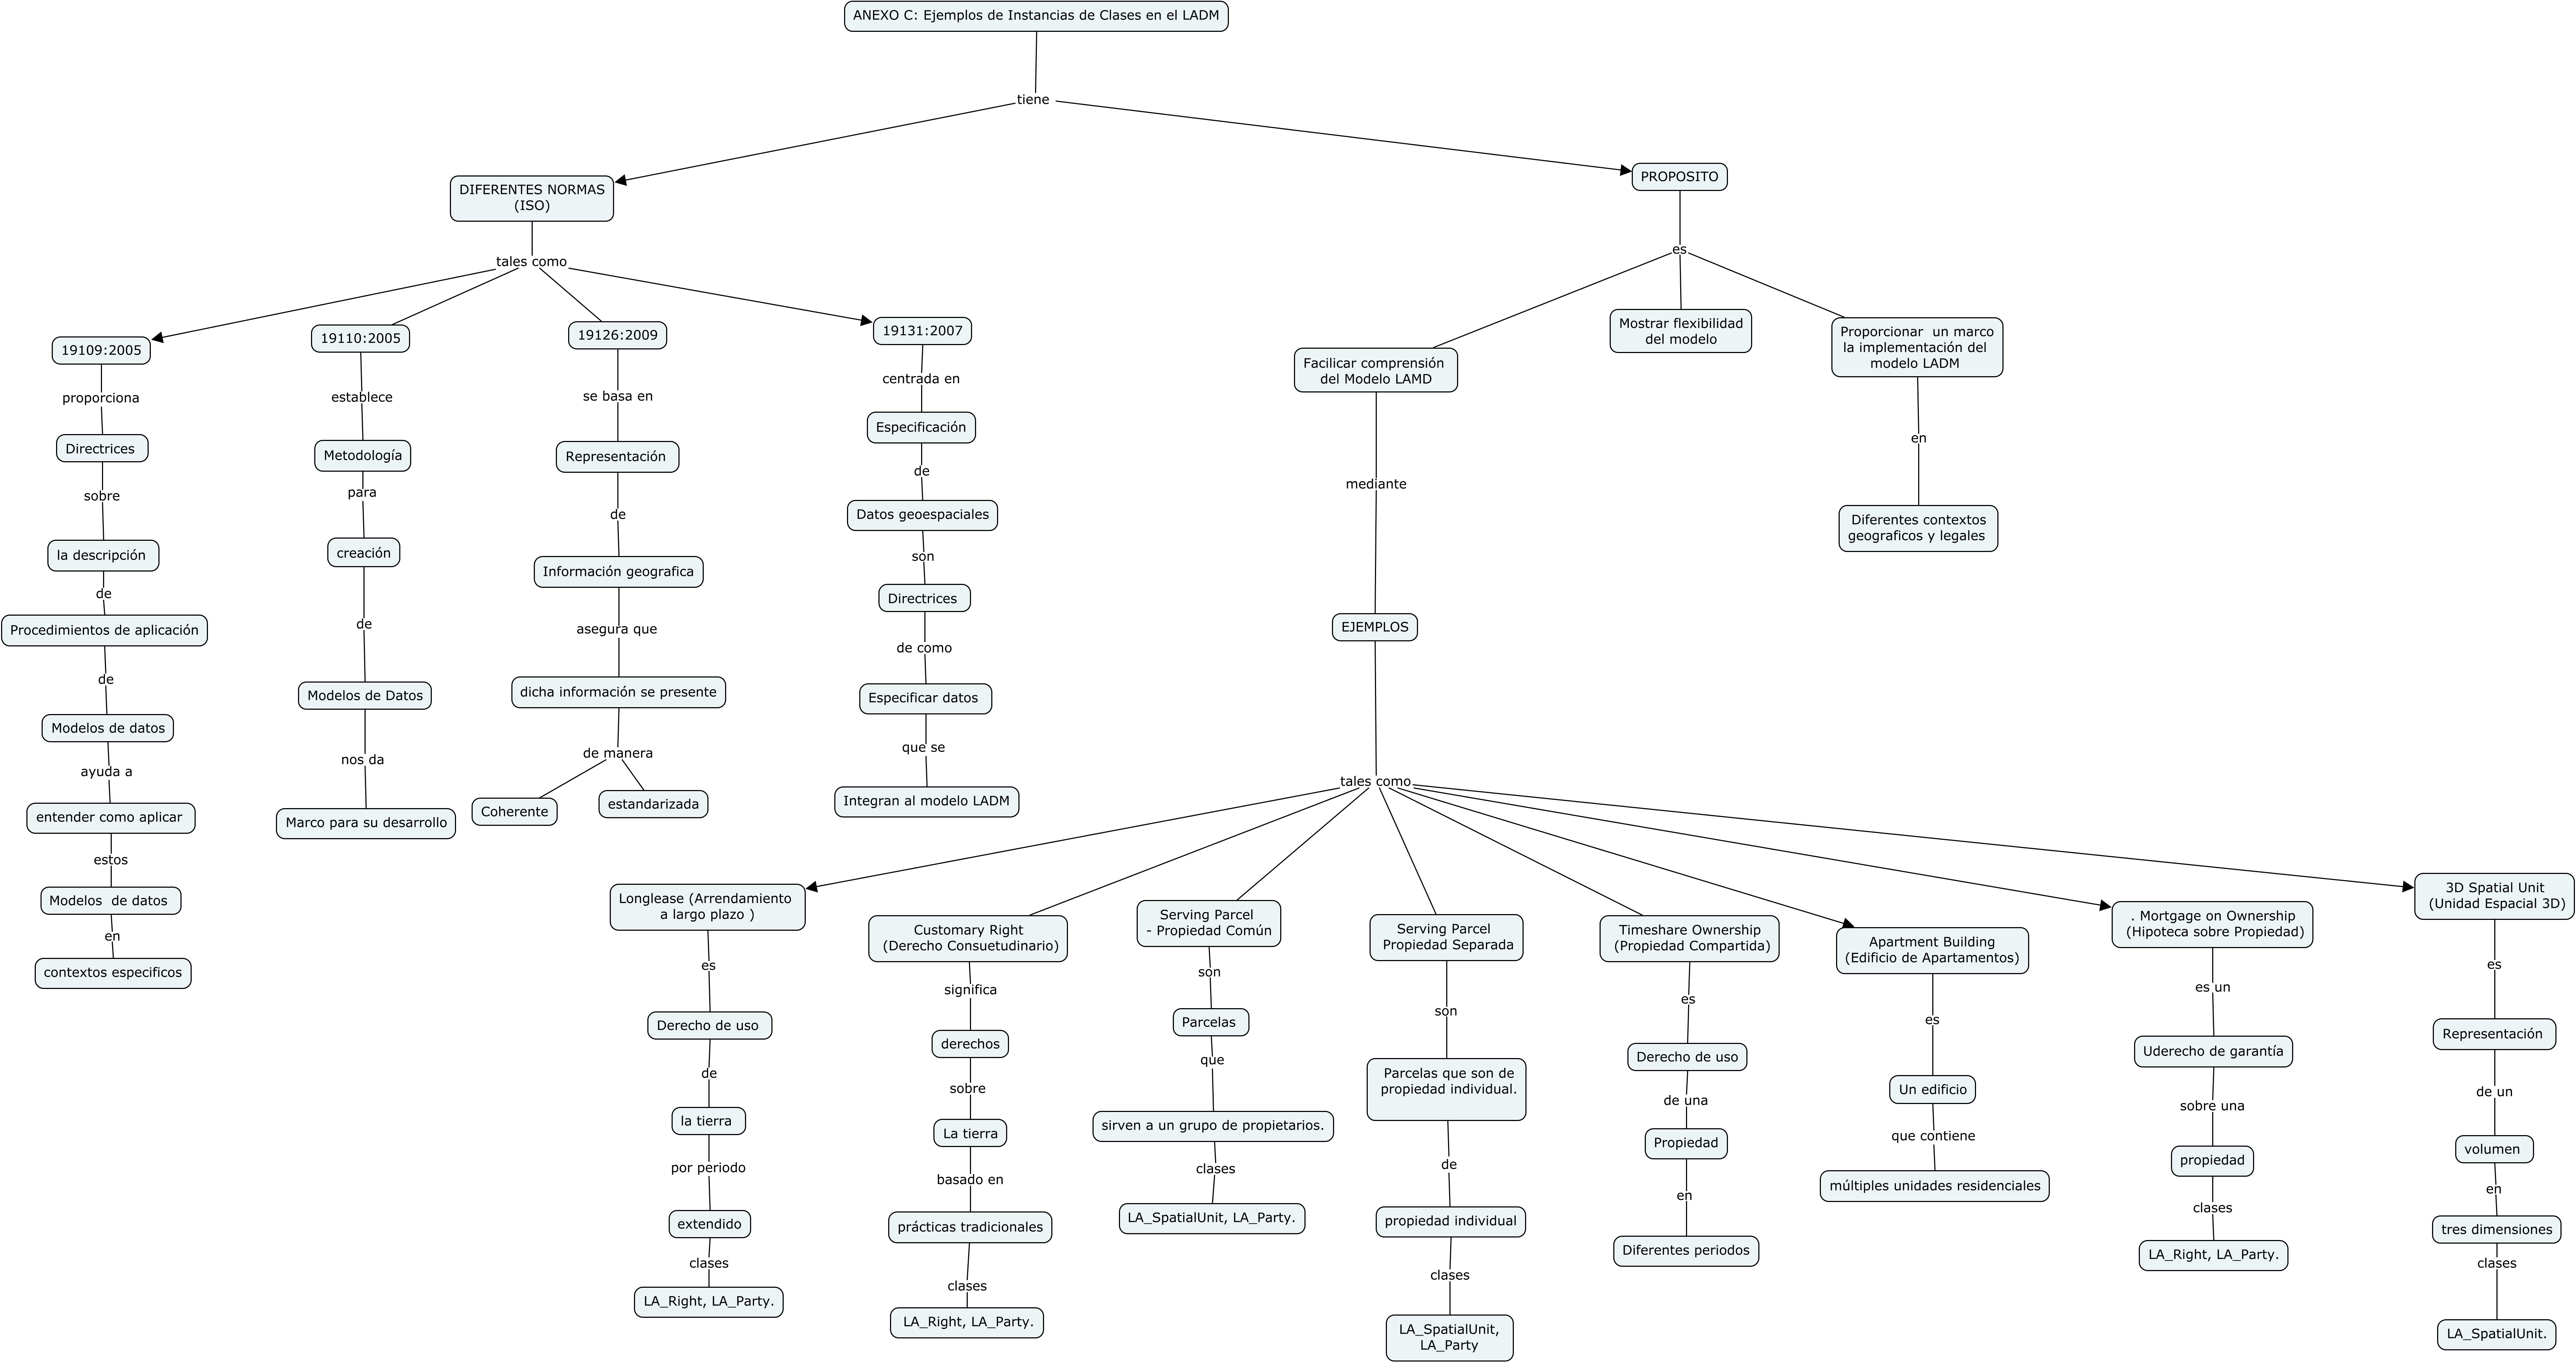 ANEXO C: Ejemplos de Instancias de Clases en el LADM
tiene
DIFERENTES NORMAS
(ISO)
tales como
19109:2005
proporciona
Directrices
sobre
la descripción
de
Procedimientos de aplicación
de
Modelos de datos
ayuda a
entender como aplicar
estos
Modelos  de datos
en
contextos especificos
19110:2005
establece
Metodología
para
creación
de
Modelos de Datos
nos da
Marco para su desarrollo
19126:2009
se basa en
Representación
de
Información geografica
asegura que
dicha información se presente
de manera
Coherente
estandarizada
19131:2007
centrada en
Especificación
de
Datos geoespaciales
son
Directrices
de como
Especificar datos
que se
Integran al modelo LADM
PROPOSITO
es
Facilicar comprensión
del Modelo LAMD
mediante
EJEMPLOS
tales como
Mostrar flexibilidad
del modelo
Proporcionar  un marco
la implementación del
modelo LADM
en
Diferentes contextos
geograficos y legales
Longlease (Arrendamiento
a largo plazo )
es
Derecho de uso
de
la tierra
por periodo
extendido
clases
LA_Right, LA_Party.
Customary Right
(Derecho Consuetudinario)
significa
derechos
sobre
La tierra
basado en
prácticas tradicionales
clases
LA_Right, LA_Party.
Serving Parcel
- Propiedad Común
son
Parcelas
que
sirven a un grupo de propietarios.
clases
LA_SpatialUnit, LA_Party.
Serving Parcel
Propiedad Separada
son
Parcelas que son de
propiedad individual.
de
propiedad individual
clases
LA_SpatialUnit,
LA_Party
Timeshare Ownership
(Propiedad Compartida)
es
Derecho de uso
de una
Propiedad
en
Diferentes periodos
Apartment Building
(Edificio de Apartamentos)
es
Un edificio
que contiene
múltiples unidades residenciales
. Mortgage on Ownership
(Hipoteca sobre Propiedad)
es un
Uderecho de garantía
sobre una
propiedad
clases
LA_Right, LA_Party.
3D Spatial Unit
(Unidad Espacial 3D)
es
Representación
de un
volumen
en
tres dimensiones
clases
LA_SpatialUnit.